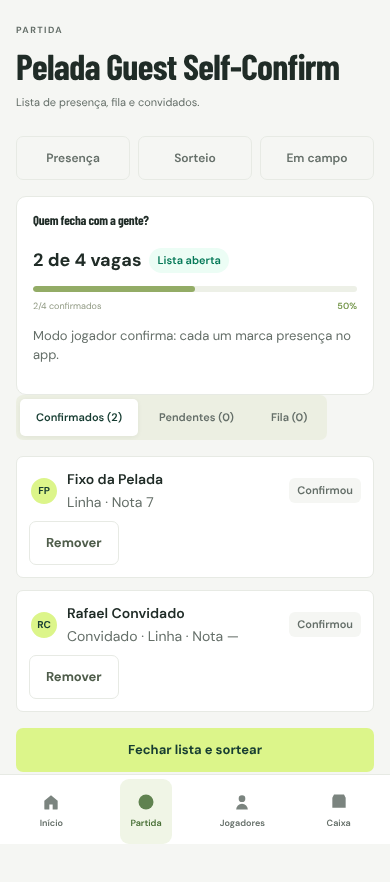 PARTIDA
Pelada Guest Self-Confirm
Lista de presença, fila e convidados.
Presença
Sorteio
Em campo
Quem fecha com a gente?
2 de 4 vagas
Lista aberta
2/4 confirmados
50%
Modo jogador confirma: cada um marca presença no
app.
Confirmados (2)
Pendentes (0)
Fila (0)
FP
Fixo da Pelada
Linha · Nota 7
Confirmou
Remover
RC
Rafael Convidado
Convidado · Linha · Nota —
Confirmou
Remover
Fechar lista e sortear
Início
Partida
Jogadores
Caixa